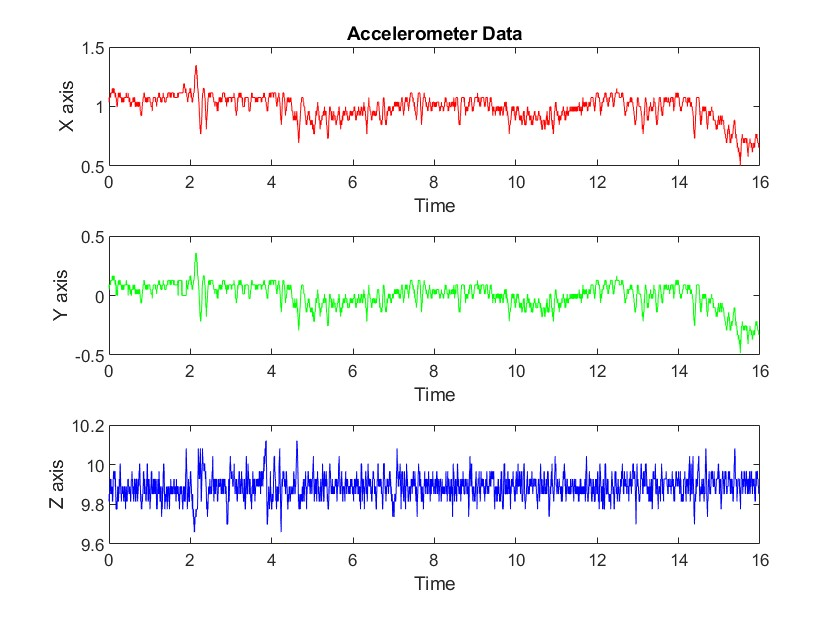 Accelerometer Data
1.5
1
0.5
X axis
0 2 4 6 8 10 12 14 16
Time
0.5
0
-0.5
Y axis
0 2 4 6 8 10 12 14 16
Time
10.2
10
9.8
9.6
Z axis
0 2 4 6 8 10 12 14 16
Time